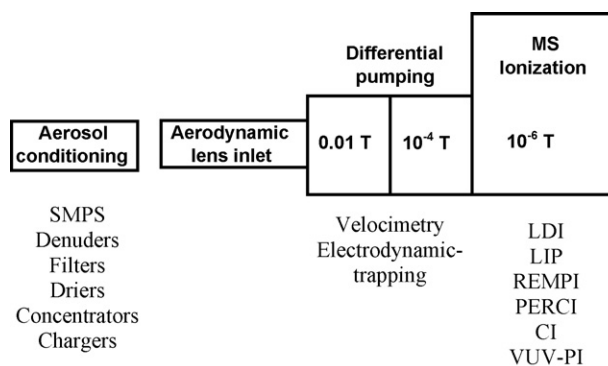 Differential
pumping
MS
Ionization
Aerosol
conditioning
Aerodynamic
lens inlet
0.01 T
10⁻⁴ T
10⁻⁶ T
SMPS
Denuders
Filters
Driers
Concentrators
Chargers
Velocimetry
Electrodynamic-
trapping
LDI
LIP
REMPI
PERCI
CI
VUV-PI